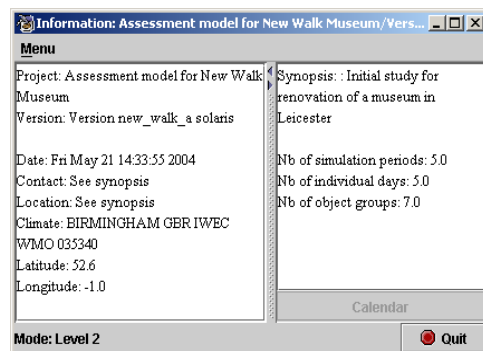 Information: Assessment model for New Walk Museum/Vers...
Menu
Project: Assessment model for New Walk
Museum
Version: Version new_walk_a solaris
Date: Fri May 21 14:33:55 2004
Contact: See synopsis
Location: See synopsis
Climate: BIRMINGHAM GBR IWEC
WMO 035340
Latitude: 52.6
Longitude: -1.0
Synopsis: : Initial study for
renovation of a museum in
Leicester
Nb of simulation periods: 5.0
Nb of individual days: 5.0
Nb of object groups: 7.0
Calendar
Mode: Level 2
Quit